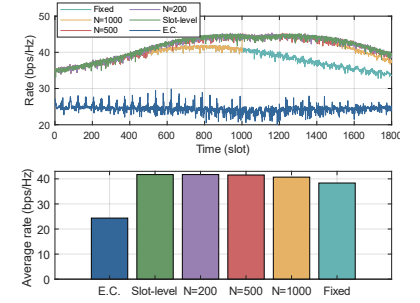 Fixed N=200
N=1000 Slot-level
N=500 E.C.
50
40
30
20
Rate (bps/Hz)
0 200 400 600 800 1000 1200 1400 1600 1800
Time (slot)
40
30
20
10
0
Average rate (bps/Hz)
E.C. Slot-level N=200 N=500 N=1000 Fixed